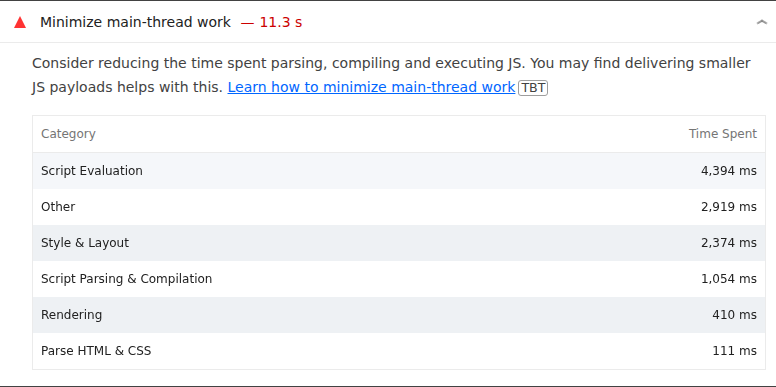 Minimize main-thread work — 11.3 s
Consider reducing the time spent parsing, compiling and executing JS. You may find delivering smaller
JS payloads helps with this. Learn how to minimize main-thread work TBT
Category Time Spent
Script Evaluation 4,394 ms
Other 2,919 ms
Style & Layout 2,374 ms
Script Parsing & Compilation 1,054 ms
Rendering 410 ms
Parse HTML & CSS 111 ms